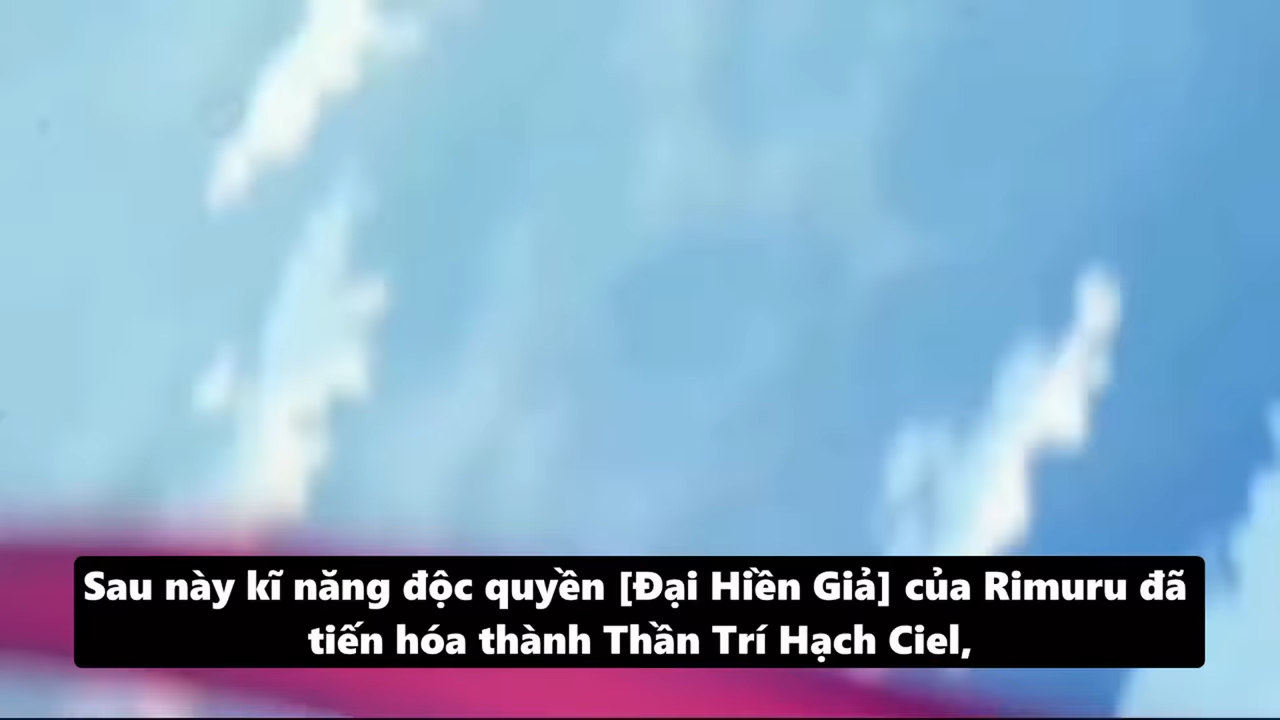 Sau này kĩ năng độc quyền [Đại Hiền Giả] của Rimuru đã
tiến hóa thành Thần Trí Hạch Ciel,